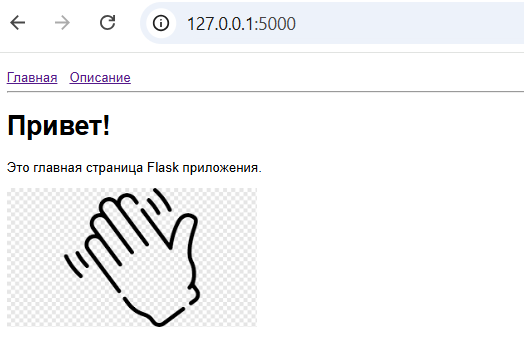 127.0.0.1:5000
Главная Описание
Привет!
Это главная страница Flask приложения.